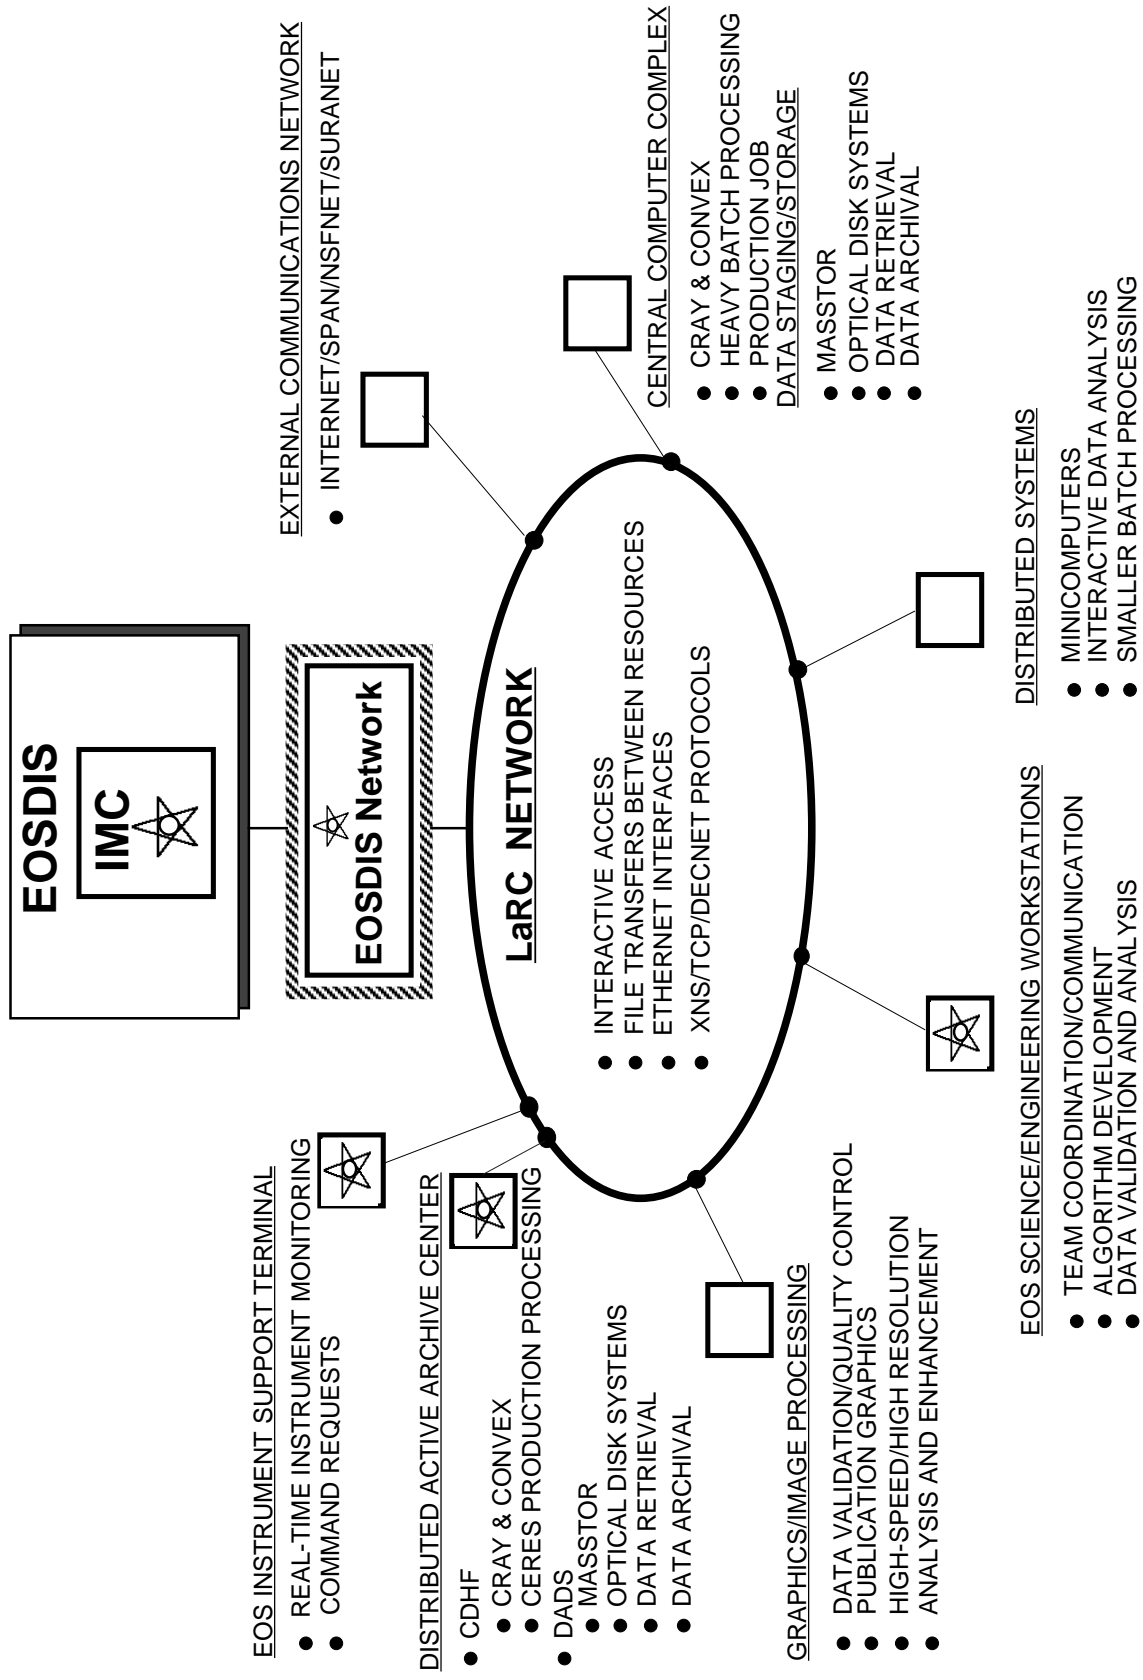 EOSDIS
IMC
EOSDIS Network
LaRC NETWORK
● INTERACTIVE ACCESS
● FILE TRANSFERS BETWEEN RESOURCES
● ETHERNET INTERFACES
● XNS/TCP/DECNET PROTOCOLS
EOS INSTRUMENT SUPPORT TERMINAL
● REAL-TIME INSTRUMENT MONITORING
● COMMAND REQUESTS
DISTRIBUTED ACTIVE ARCHIVE CENTER
● CDHF
● CRAY & CONVEX
● CERES PRODUCTION PROCESSING
● DADS
● MASSTOR
● OPTICAL DISK SYSTEMS
● DATA RETRIEVAL
● DATA ARCHIVAL
GRAPHICS/IMAGE PROCESSING
● DATA VALIDATION/QUALITY CONTROL
● PUBLICATION GRAPHICS
● HIGH-SPEED/HIGH RESOLUTION
● ANALYSIS AND ENHANCEMENT
EOS SCIENCE/ENGINEERING WORKSTATIONS
● TEAM COORDINATION/COMMUNICATION
● ALGORITHM DEVELOPMENT
● DATA VALIDATION AND ANALYSIS
DISTRIBUTED SYSTEMS
● MINICOMPUTERS
● INTERACTIVE DATA ANALYSIS
● SMALLER BATCH PROCESSING
CENTRAL COMPUTER COMPLEX
● CRAY & CONVEX
● HEAVY BATCH PROCESSING
● PRODUCTION JOB
DATA STAGING/STORAGE
● MASSTOR
● OPTICAL DISK SYSTEMS
● DATA RETRIEVAL
● DATA ARCHIVAL
EXTERNAL COMMUNICATIONS NETWORK
● INTERNET/SPAN/NSFNET/SURANET